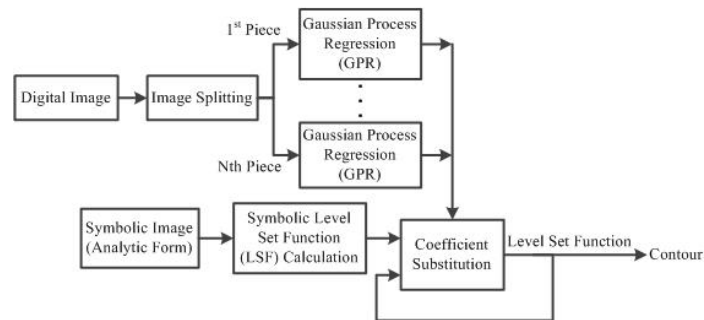 1st Piece
Gaussian Process
Regression
(GPR)
Digital Image
Image Splitting
Nth Piece
Gaussian Process
Regression
(GPR)
Symbolic Image
(Analytic Form)
Symbolic Level
Set Function
(LSF) Calculation
Coefficient
Substitution
Level Set Function
Contour